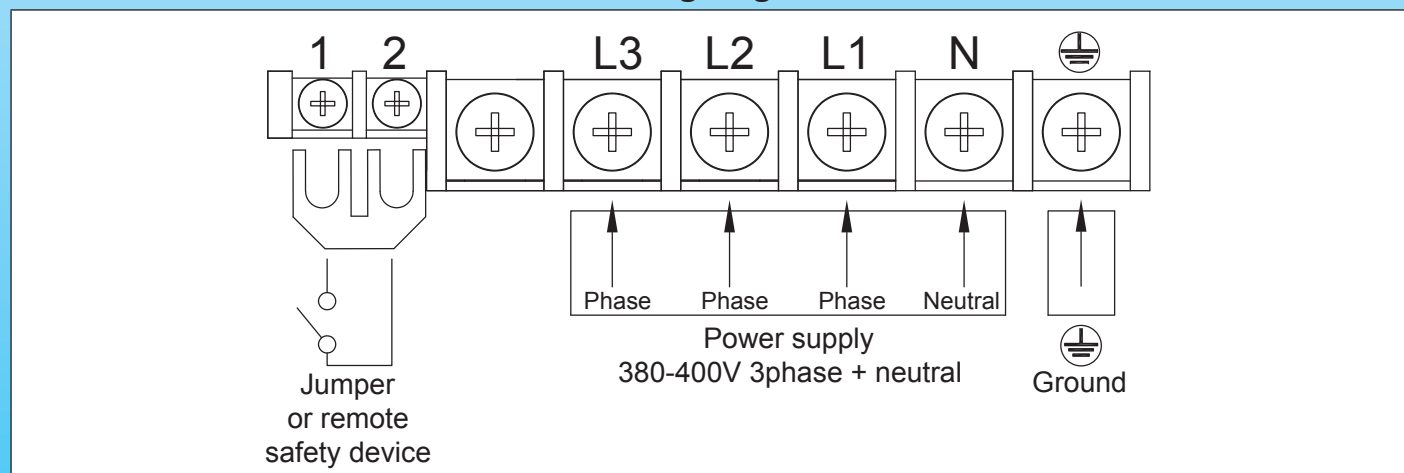 1 2 L3 L2 L1 N
Phase Phase Phase Neutral
Power supply
380-400V 3phase + neutral
Ground
Jumper
or remote
safety device